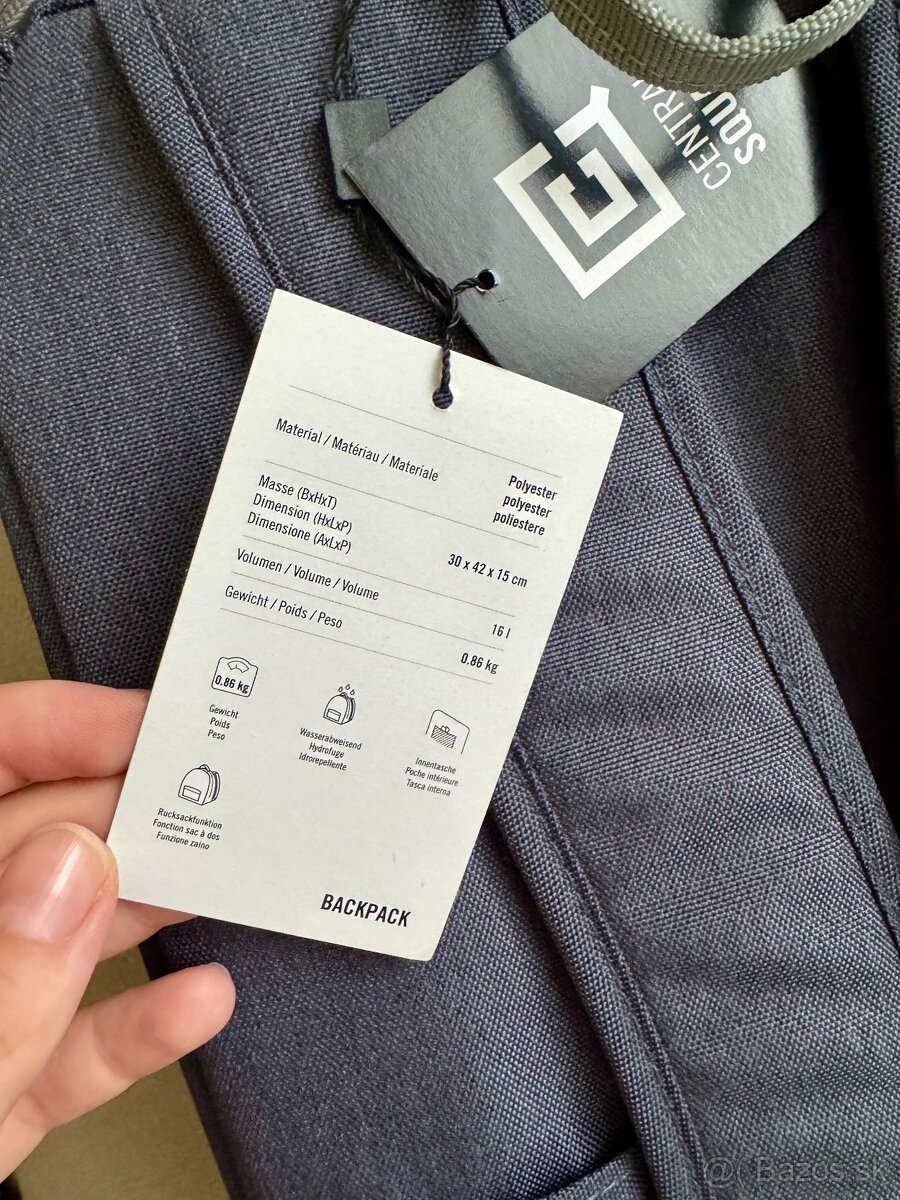 CENTRAL
Material / Matériau / Materiale
Polyester
polyester
poliestere
Masse (BxHxT)
Dimension (HxLxP)
Dimensione (AxLxP)
30 x 42 x 15 cm
Volumen / Volume / Volume
16 l
Gewicht / Poids / Peso
0.86 kg
0.86 kg
Gewicht
Poids
Peso
Wasserabweisend
Hydrofuge
Idrorepellente
Innentasche
Poche intérieure
Tasca interna
Rucksackfunktion
Fonction sac à dos
Funzione zaino
BACKPACK
Bazos.sk